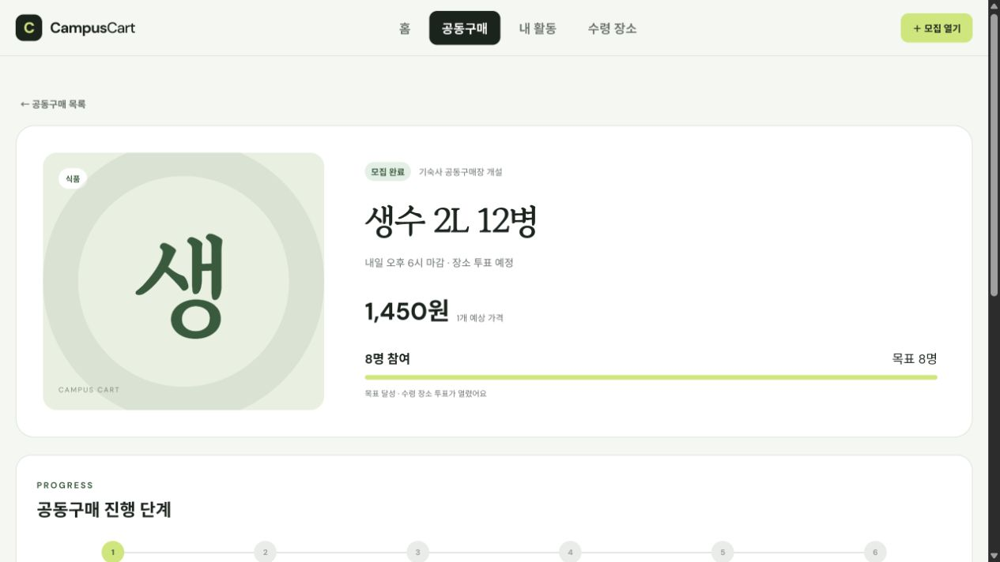 C CampusCart
홈 공동구매 내 활동 수령 장소
+ 모집 열기
← 공동구매 목록
식품
생
CAMPUS CART
모집 완료 기숙사 공동구매장 개설
생수 2L 12병
내일 오후 6시 마감 · 장소 투표 예정
1,450원 1개 예상 가격
8명 참여 목표 8명
목표 달성 · 수령 장소 투표가 열렸어요
PROGRESS
공동구매 진행 단계
1 2 3 4 5 6